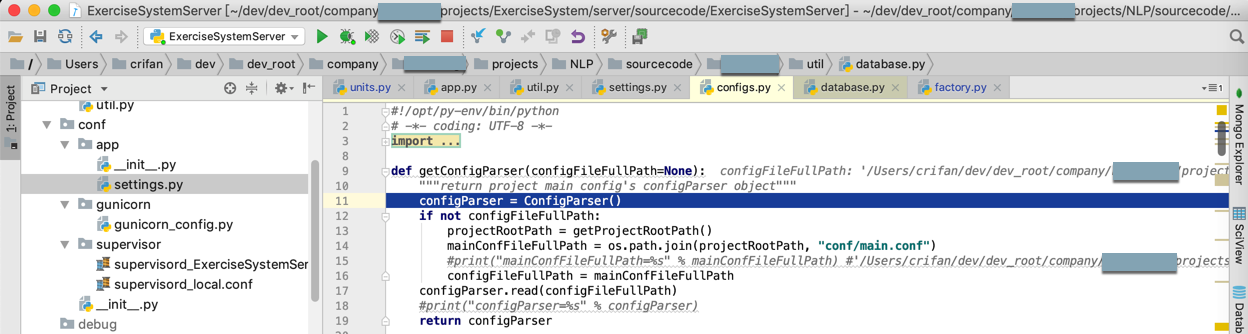 ExerciseSystemServer [~/dev/dev_root/company projects/ExerciseSystem/server/sourcecode/ExerciseSystemServer] - ~/dev/dev_root/company rojects/NLP/sourcecode/...
ExerciseSystemServer
/ Users crifan dev dev_root company projects NLP sourcecode util database.py
1: Project
Project
units.py app.py util.py settings.py configs.py database.py factory.py
util.py
conf
app
__init__.py
settings.py
gunicorn
gunicorn_config.py
supervisor
supervisord_ExerciseSystemSer
supervisord_local.conf
__init__.py
debug
1 #!/opt/py-env/bin/python
2 # -*- coding: UTF-8 -*-
3 import ...
8
9 def getConfigParser(configFileFullPath=None): configFileFullPath: '/Users/crifan/dev/dev_root/company/ /project
10 """return project main config's configParser object"""
11 configParser = ConfigParser()
12 if not configFileFullPath:
13 projectRootPath = getProjectRootPath()
14 mainConfFileFullPath = os.path.join(projectRootPath, "conf/main.conf")
15 #print("mainConfFileFullPath=%s" % mainConfFileFullPath) #'/Users/crifan/dev/dev_root/company/ projects
16 configFileFullPath = mainConfFileFullPath
17 configParser.read(configFileFullPath)
18 #print("configParser=%s" % configParser)
19 return configParser
1
Mongo Explorer
SciView
Datab